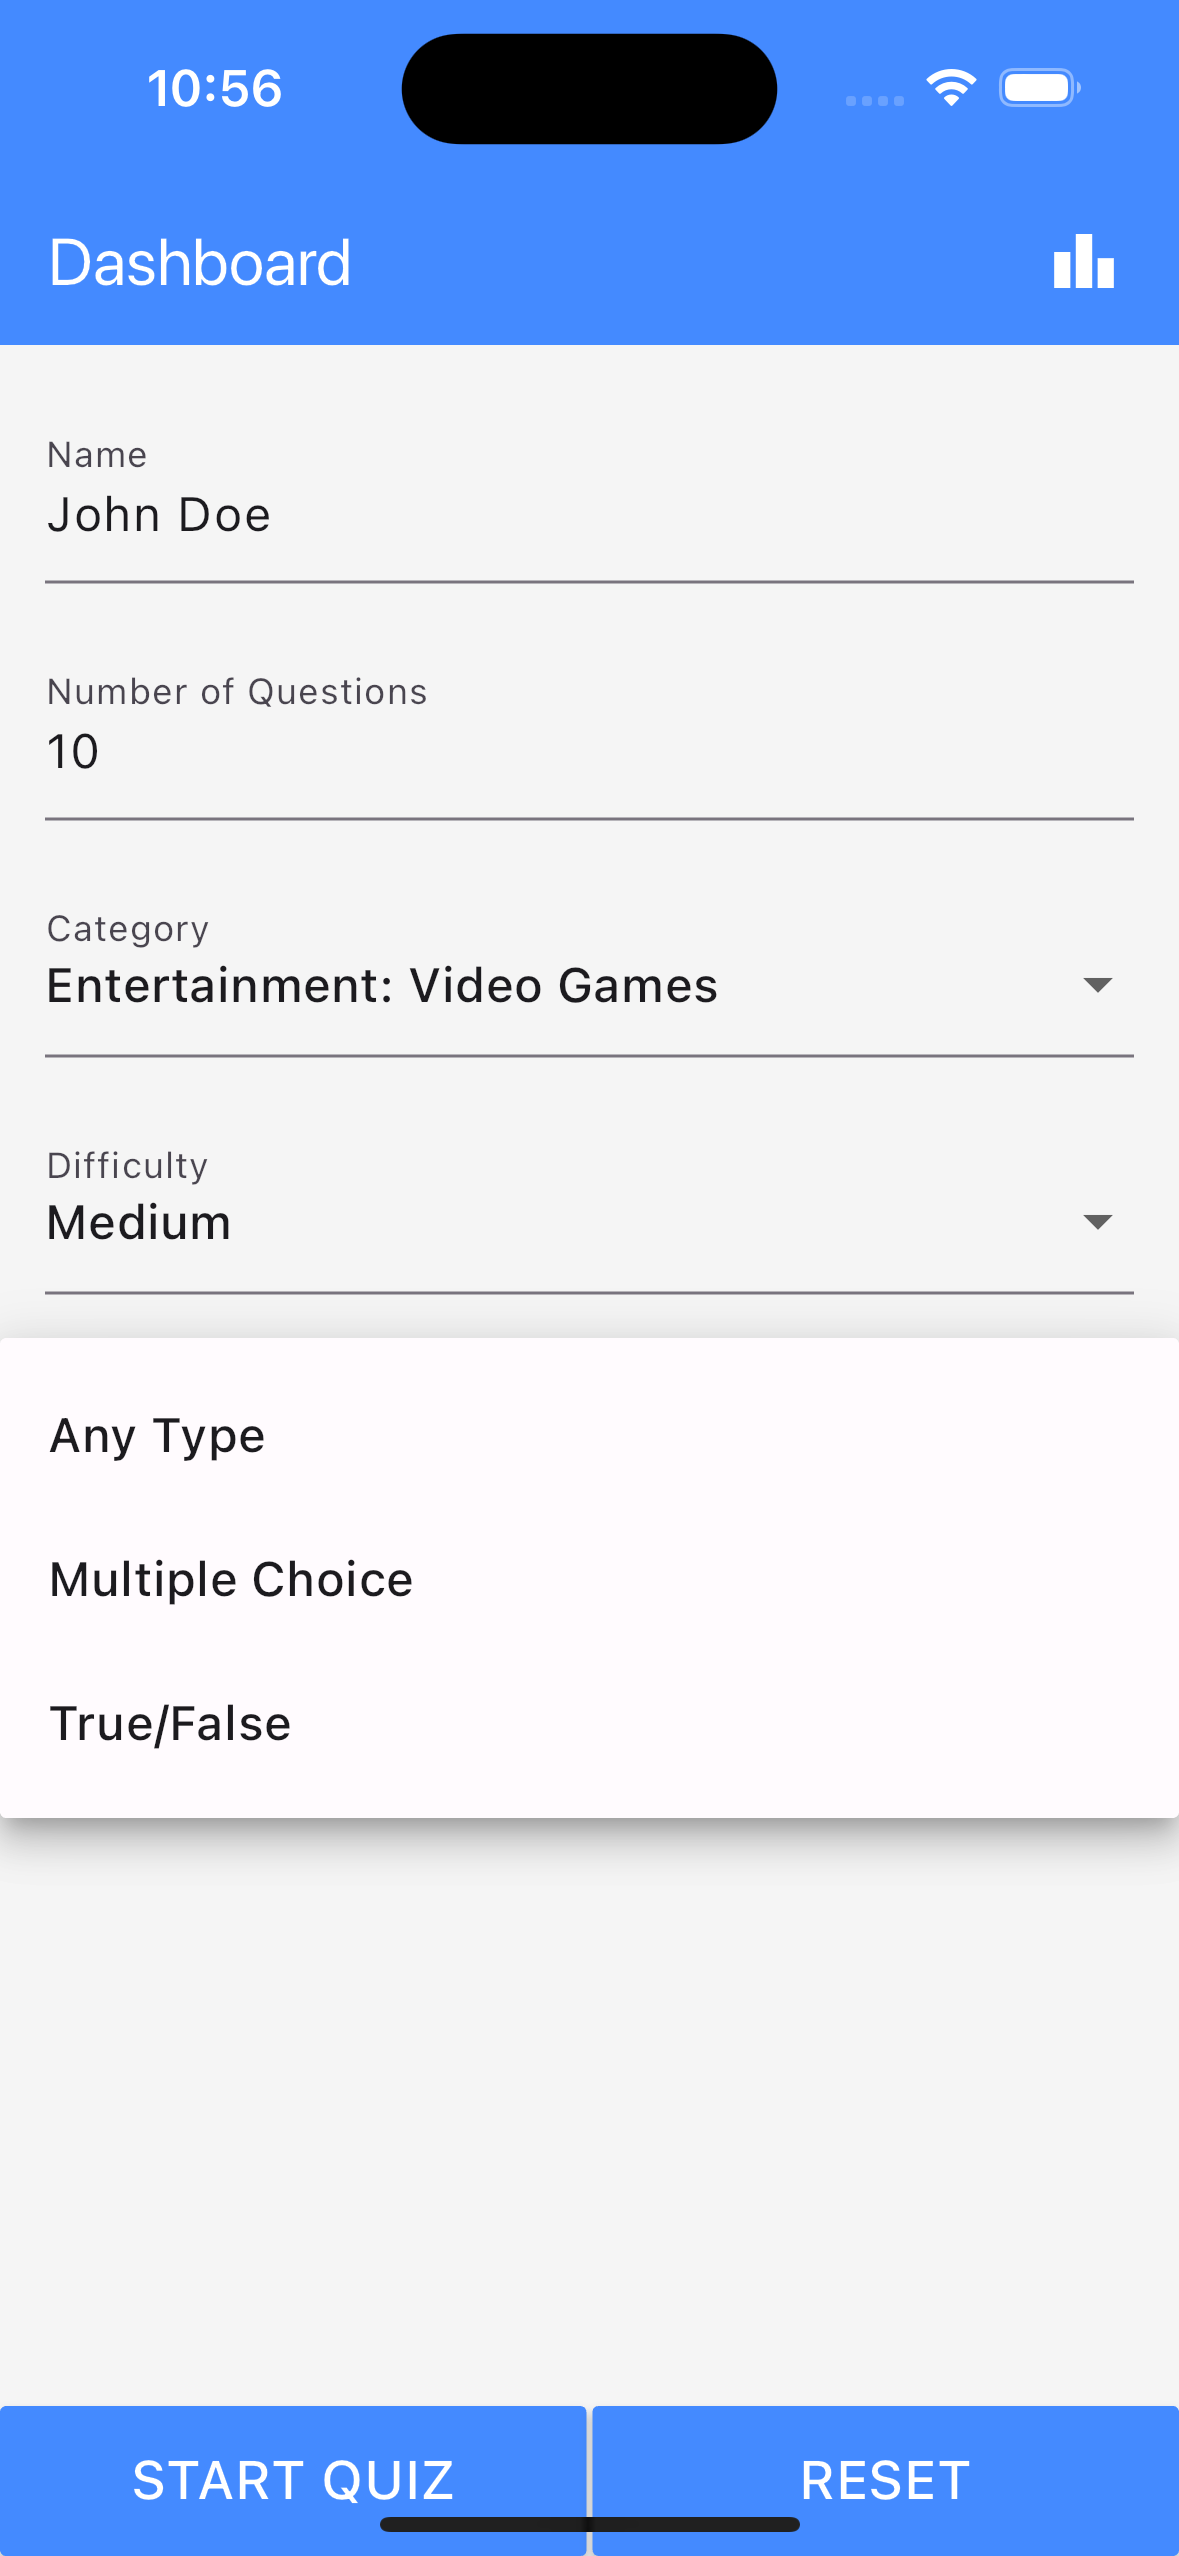 10:56
Dashboard
Name
John Doe
Number of Questions
10
Category
Entertainment: Video Games
Difficulty
Medium
Any Type
Multiple Choice
True/False
START QUIZ
RESET